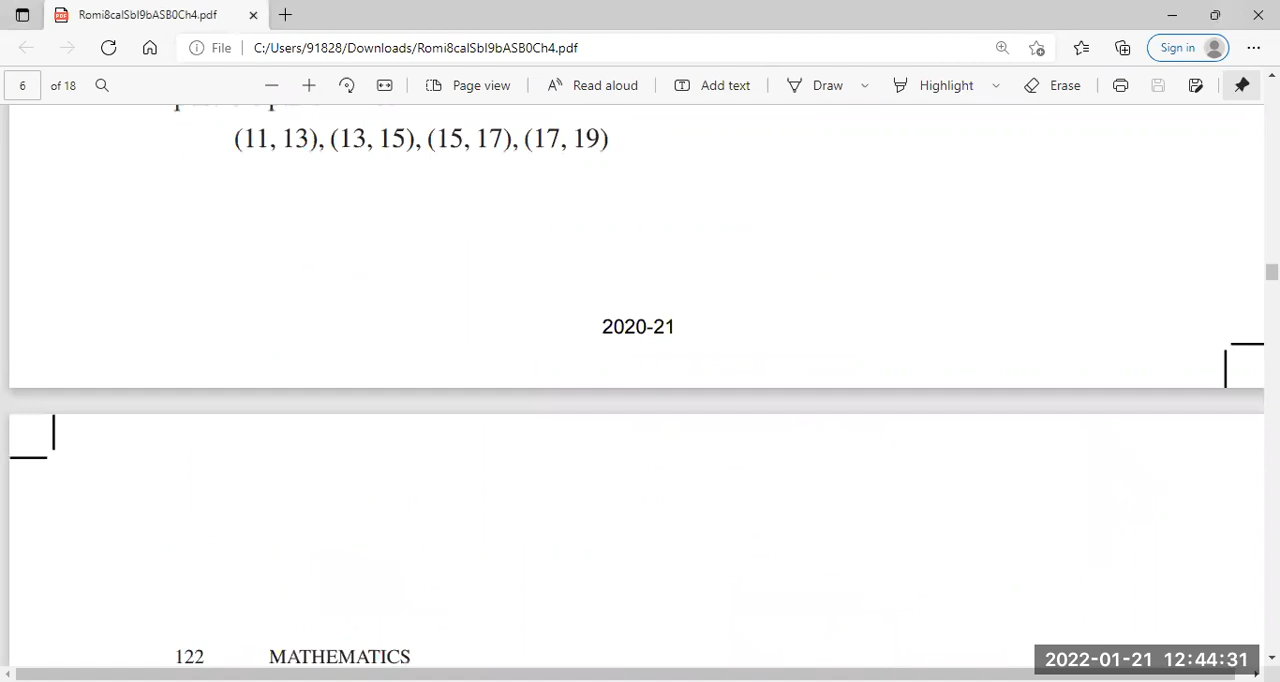 Romi8calSbI9bASB0Ch4.pdf
File C:/Users/91828/Downloads/Romi8calSbI9bASB0Ch4.pdf Sign in
6 of 18 Page view Read aloud Add text Draw Highlight Erase
(11, 13), (13, 15), (15, 17), (17, 19)
2020-21
122 MATHEMATICS
2022-01-21 12:44:31